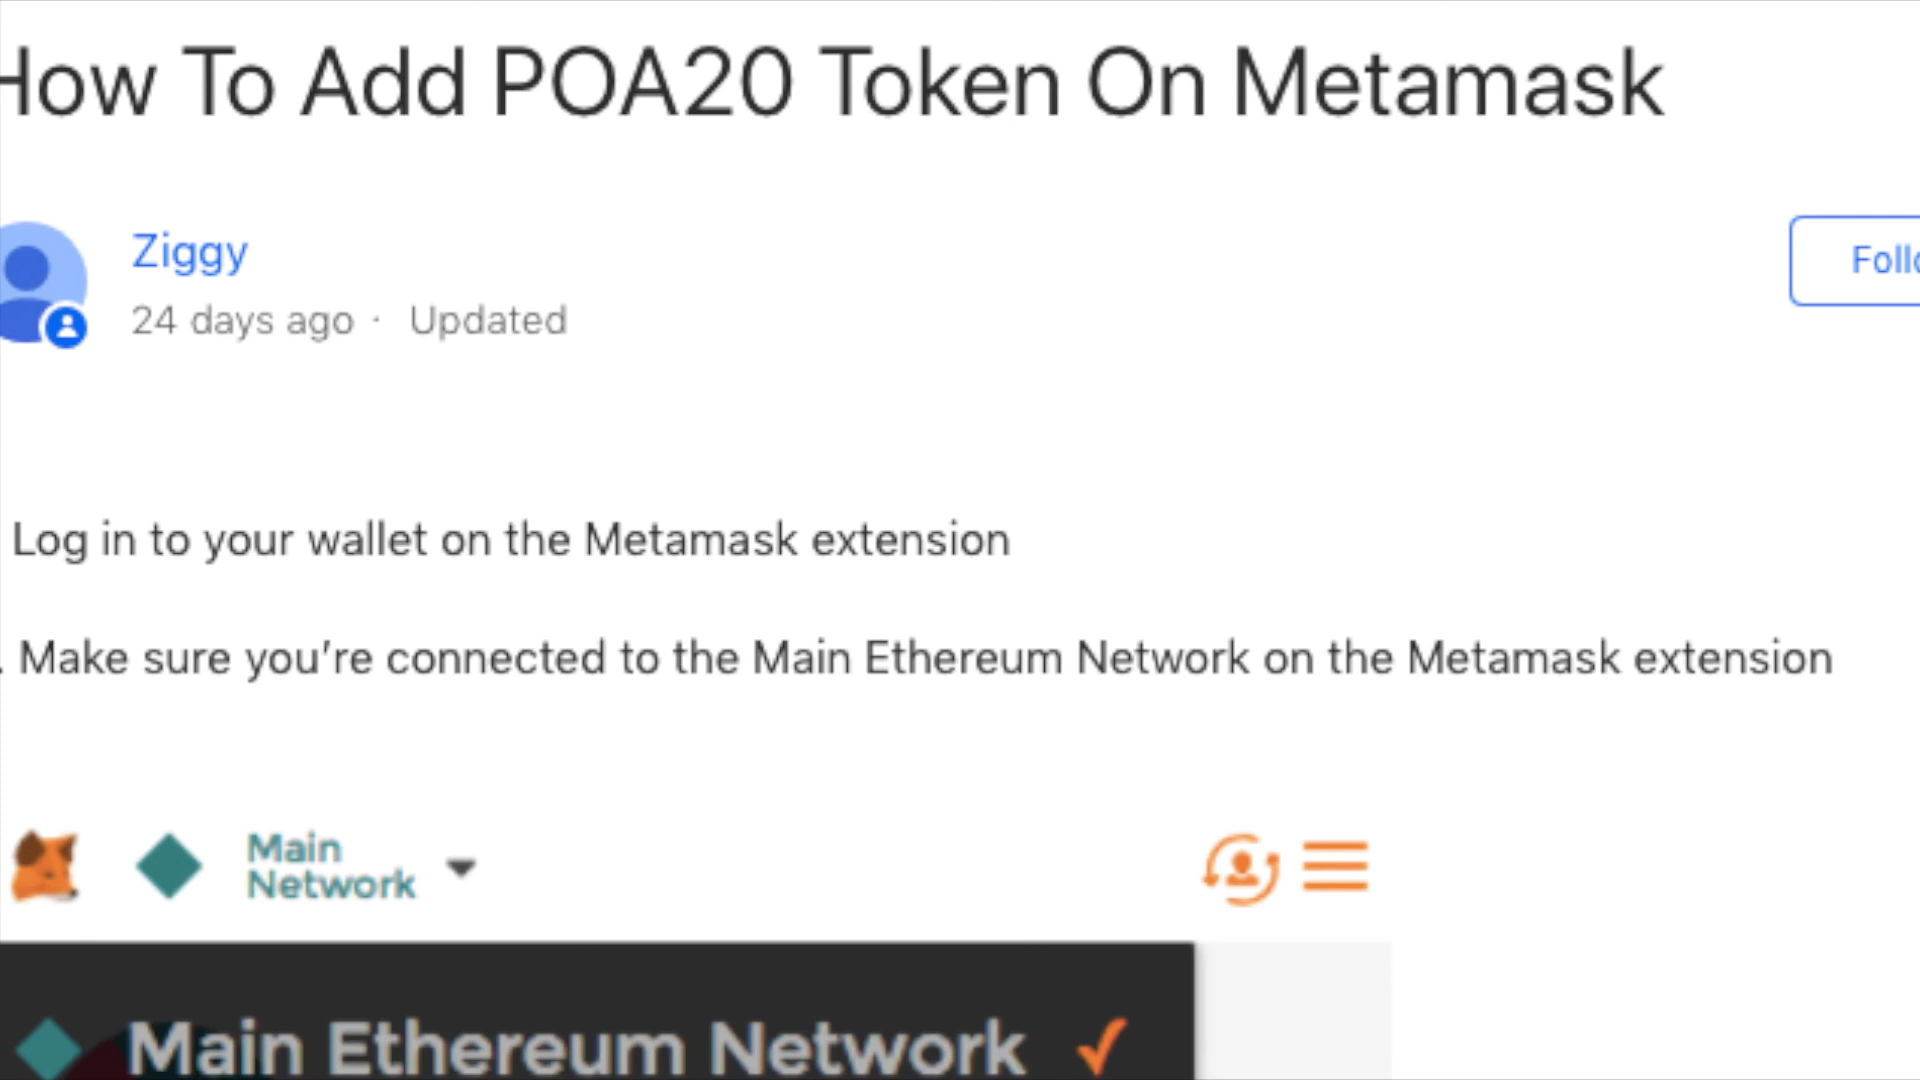 How To Add POA20 Token On Metamask
Ziggy
24 days ago · Updated
Log in to your wallet on the Metamask extension
. Make sure you're connected to the Main Ethereum Network on the Metamask extension
Main
Network
Main Ethereum Network ✓